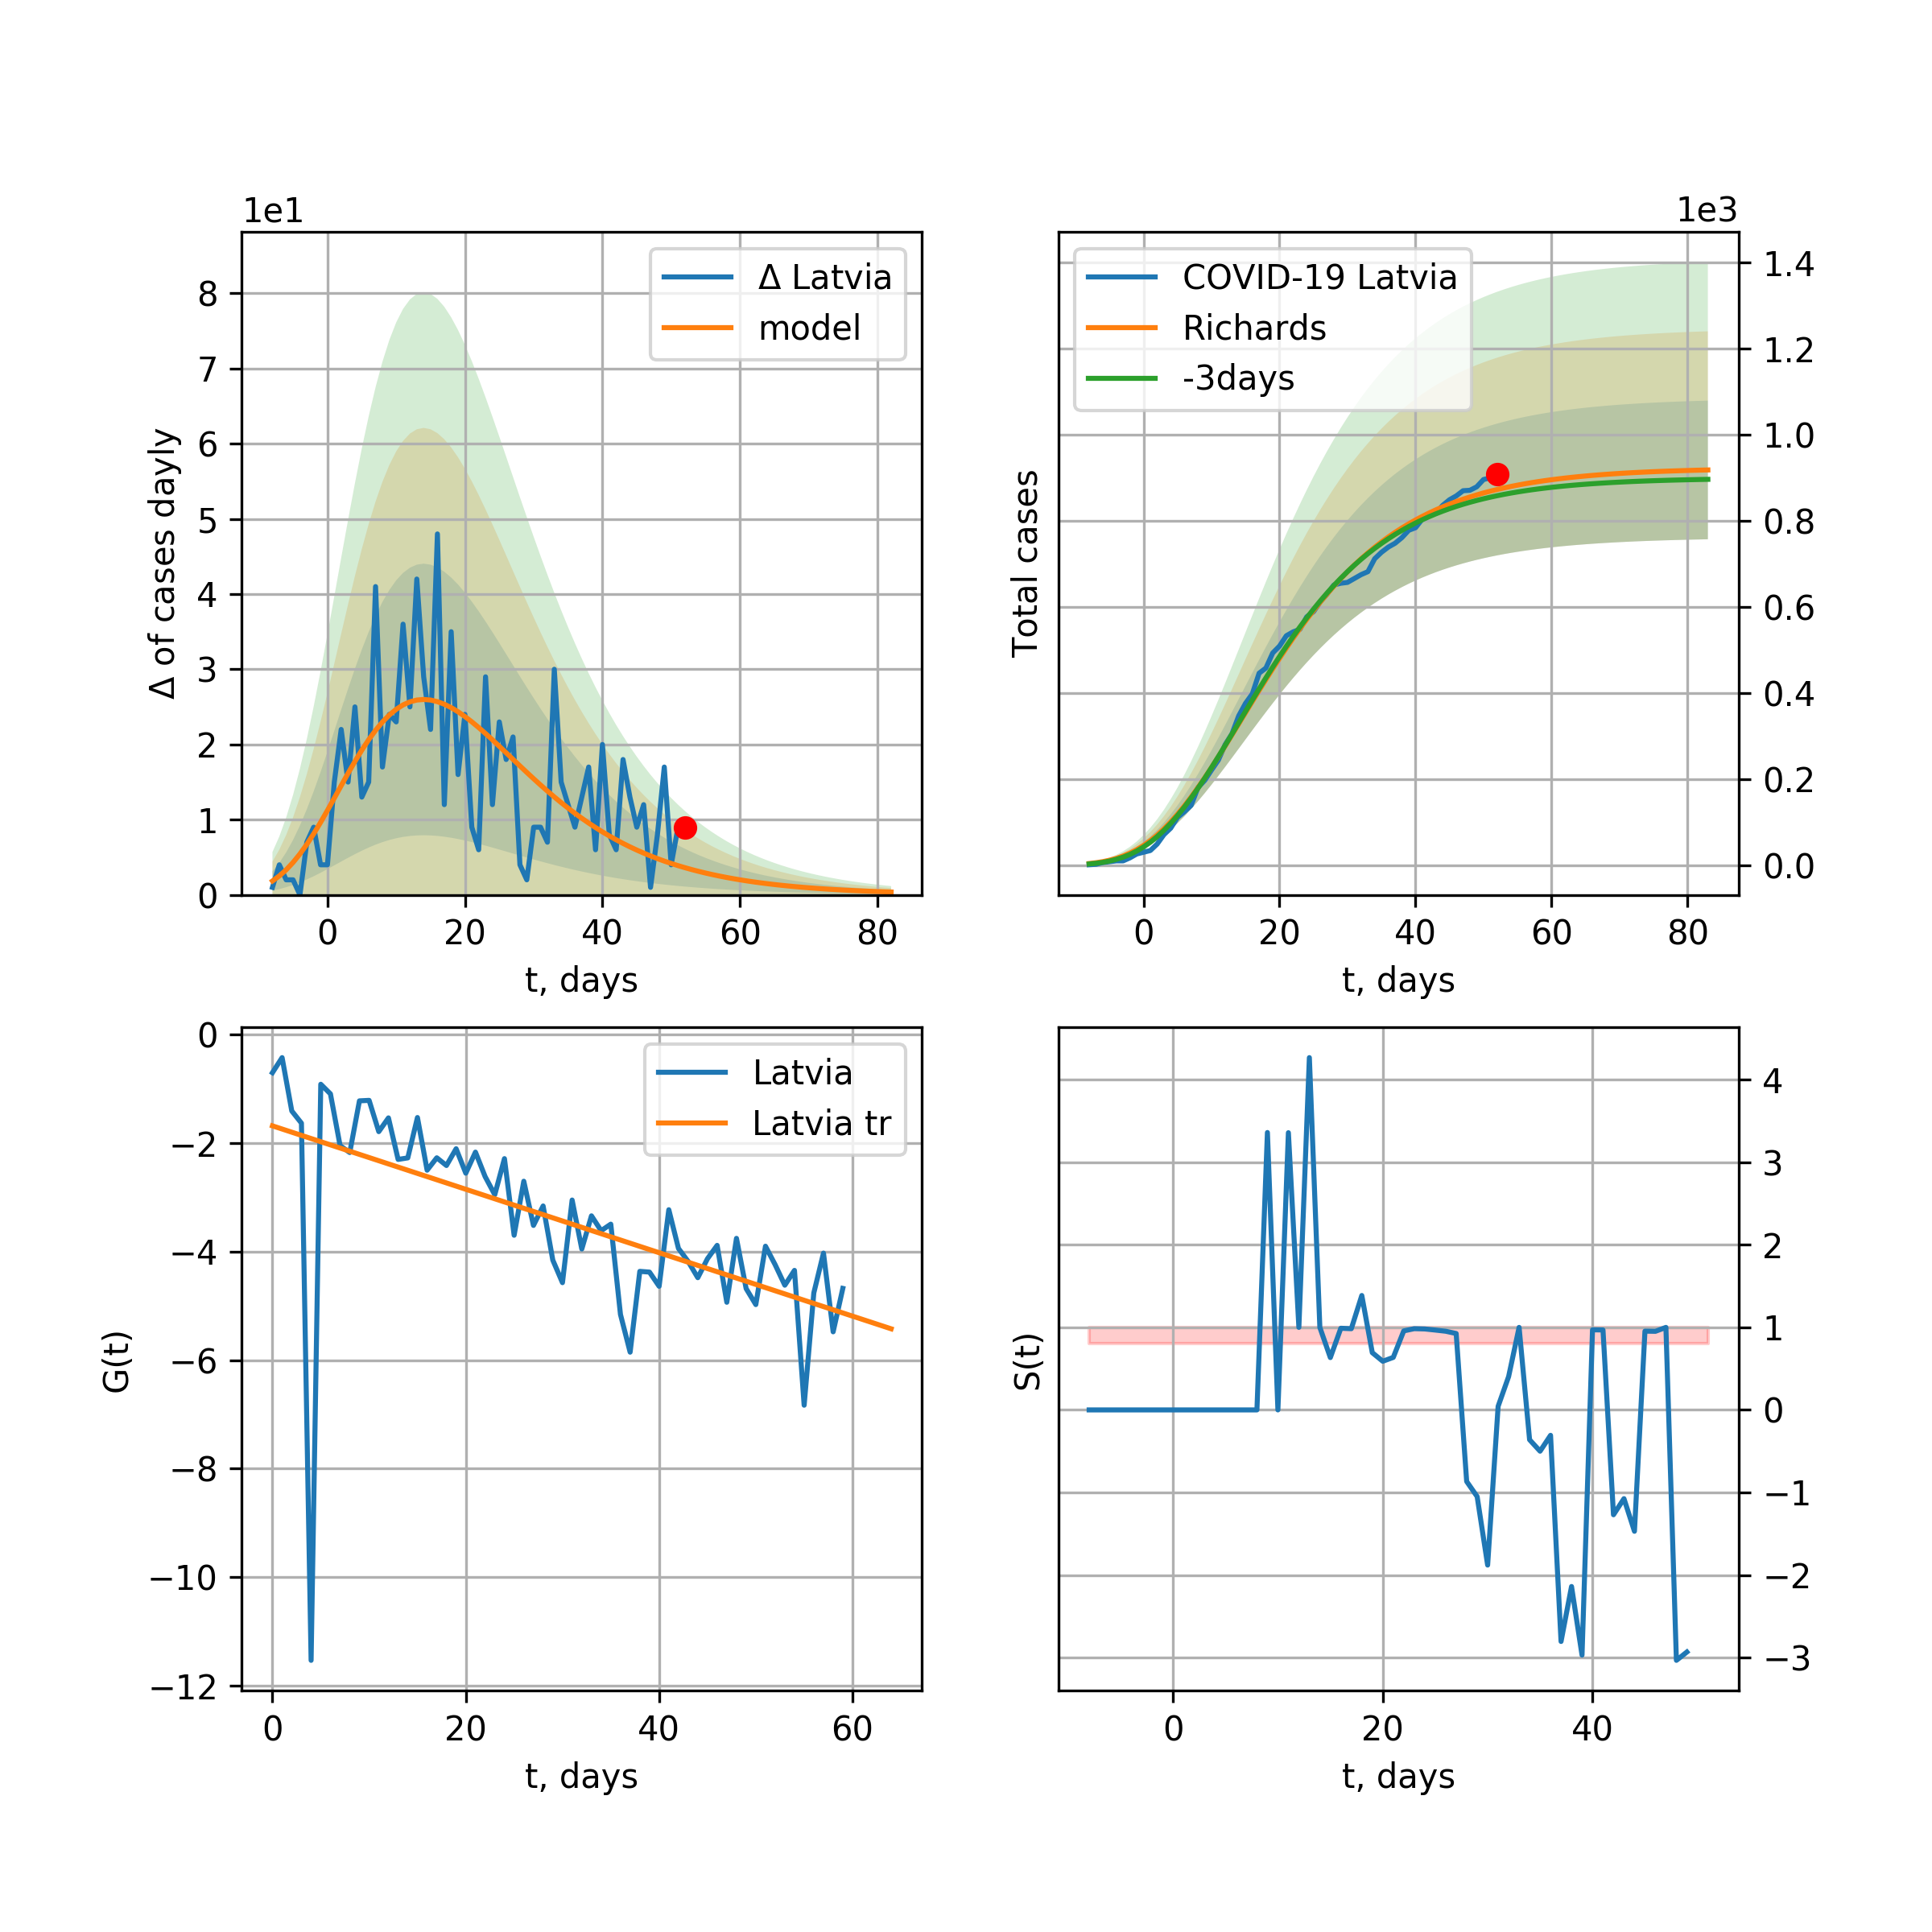 1e1
8
7
6
5
4
3
2
1
0
Δ of cases dayly
0 20 40 60 80
t, days
Δ Latvia
model
1e3
1.4
1.2
1.0
0.8
0.6
0.4
0.2
0.0
Total cases
0 20 40 60 80
t, days
COVID-19 Latvia
Richards
-3days
0
−2
−4
−6
−8
−10
−12
G(t)
0 20 40 60
t, days
Latvia
Latvia tr
4
3
2
1
0
−1
−2
−3
S(t)
0 20 40
t, days